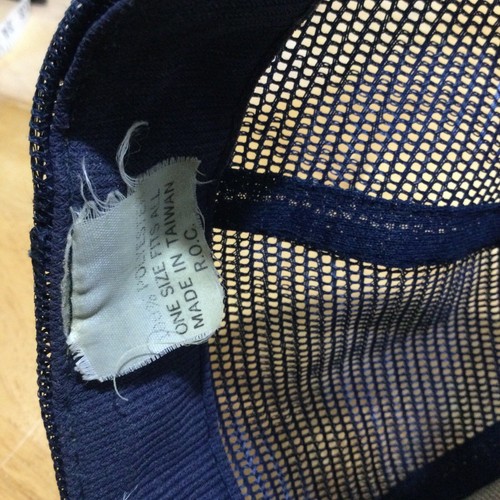 100% POLYESTER
ONE SIZE FITS ALL
MADE IN TAIWAN
R.O.C.